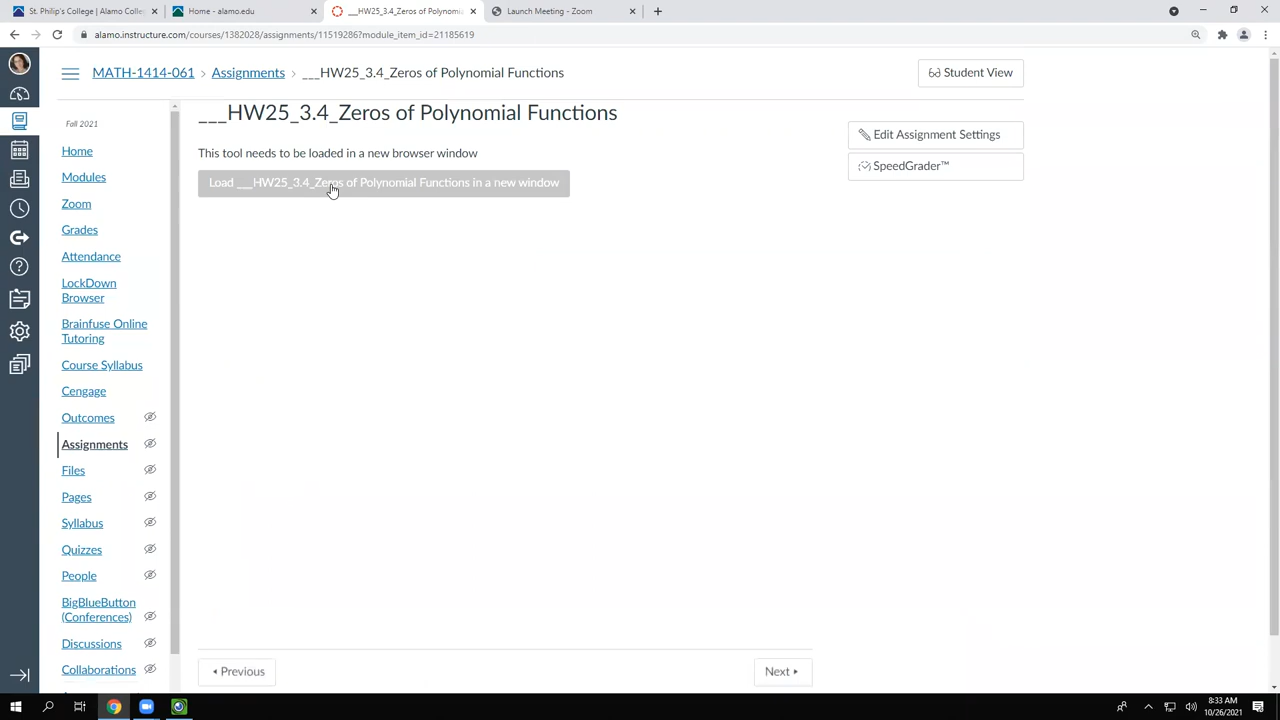 St. Philip's College : Alamo Colle
Home - alamo.edu
___HW25_3.4_Zeros of Polynomi
Launch Meeting - Zoom
alamo.instructure.com/courses/1382028/assignments/11519286?module_item_id=21185619
MATH-1414-061 > Assignments > ___HW25_3.4_Zeros of Polynomial Functions
Student View
Fall 2021
Home
Modules
Zoom
Grades
Attendance
LockDown
Browser
Brainfuse Online
Tutoring
Course Syllabus
Cengage
Outcomes
Assignments
Files
Pages
Syllabus
Quizzes
People
BigBlueButton
(Conferences)
Discussions
Collaborations
___HW25_3.4_Zeros of Polynomial Functions
This tool needs to be loaded in a new browser window
Load ___HW25_3.4_Zeros of Polynomial Functions in a new window
Edit Assignment Settings
SpeedGrader™
Previous
Next
8:33 AM
10/26/2021